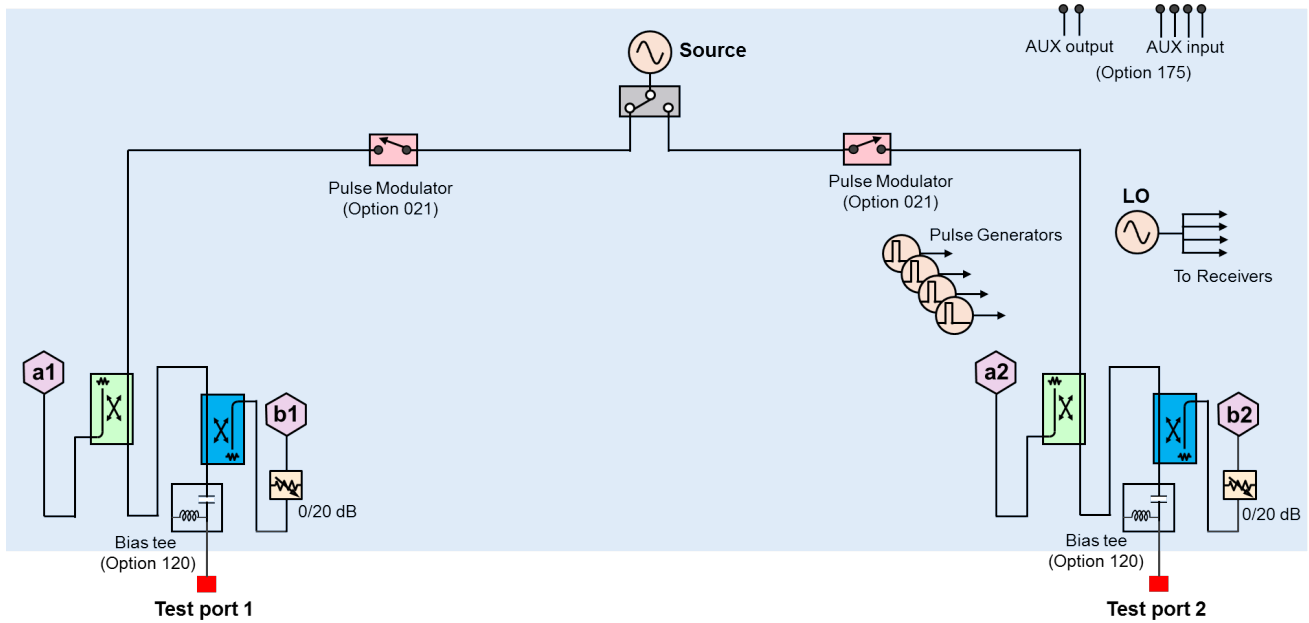 Source
AUX output
AUX input
(Option 175)
Pulse Modulator
(Option 021)
Pulse Modulator
(Option 021)
LO
Pulse Generators
To Receivers
a1
b1
0/20 dB
Bias tee
(Option 120)
Test port 1
a2
b2
0/20 dB
Bias tee
(Option 120)
Test port 2